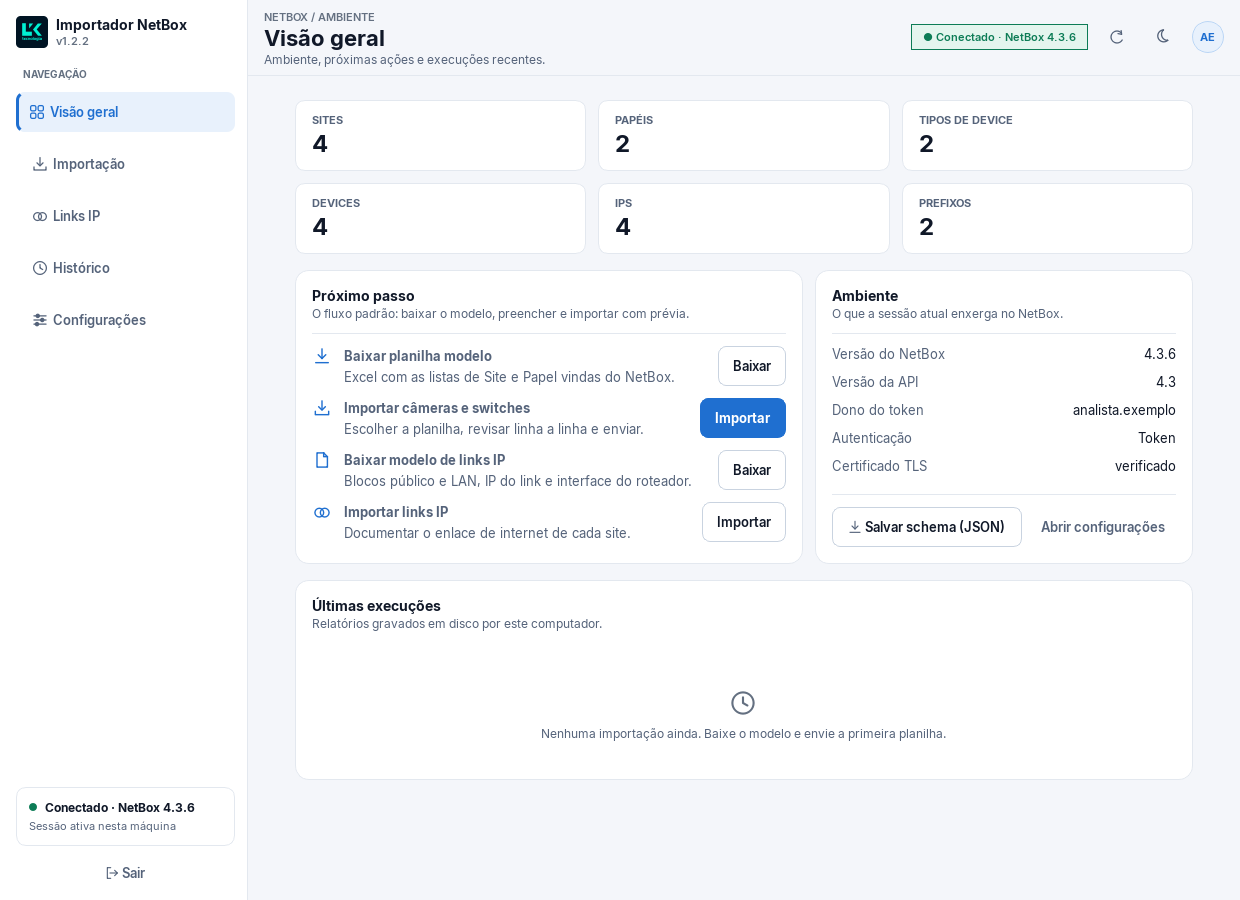 Importador NetBox
v1.2.2
NAVEGAÇÃO
Visão geral
Importação
Links IP
Histórico
Configurações
Conectado · NetBox 4.3.6
Sessão ativa nesta máquina
Sair
NETBOX / AMBIENTE
Visão geral
Ambiente, próximas ações e execuções recentes.
Conectado · NetBox 4.3.6
AE
SITES
4
PAPÉIS
2
TIPOS DE DEVICE
2
DEVICES
4
IPS
4
PREFIXOS
2
Próximo passo
O fluxo padrão: baixar o modelo, preencher e importar com prévia.
Baixar planilha modelo
Excel com as listas de Site e Papel vindas do NetBox.
Baixar
Importar câmeras e switches
Escolher a planilha, revisar linha a linha e enviar.
Importar
Baixar modelo de links IP
Blocos público e LAN, IP do link e interface do roteador.
Baixar
Importar links IP
Documentar o enlace de internet de cada site.
Importar
Ambiente
O que a sessão atual enxerga no NetBox.
Versão do NetBox 4.3.6
Versão da API 4.3
Dono do token analista.exemplo
Autenticação Token
Certificado TLS verificado
Salvar schema (JSON)
Abrir configurações
Últimas execuções
Relatórios gravados em disco por este computador.
Nenhuma importação ainda. Baixe o modelo e envie a primeira planilha.